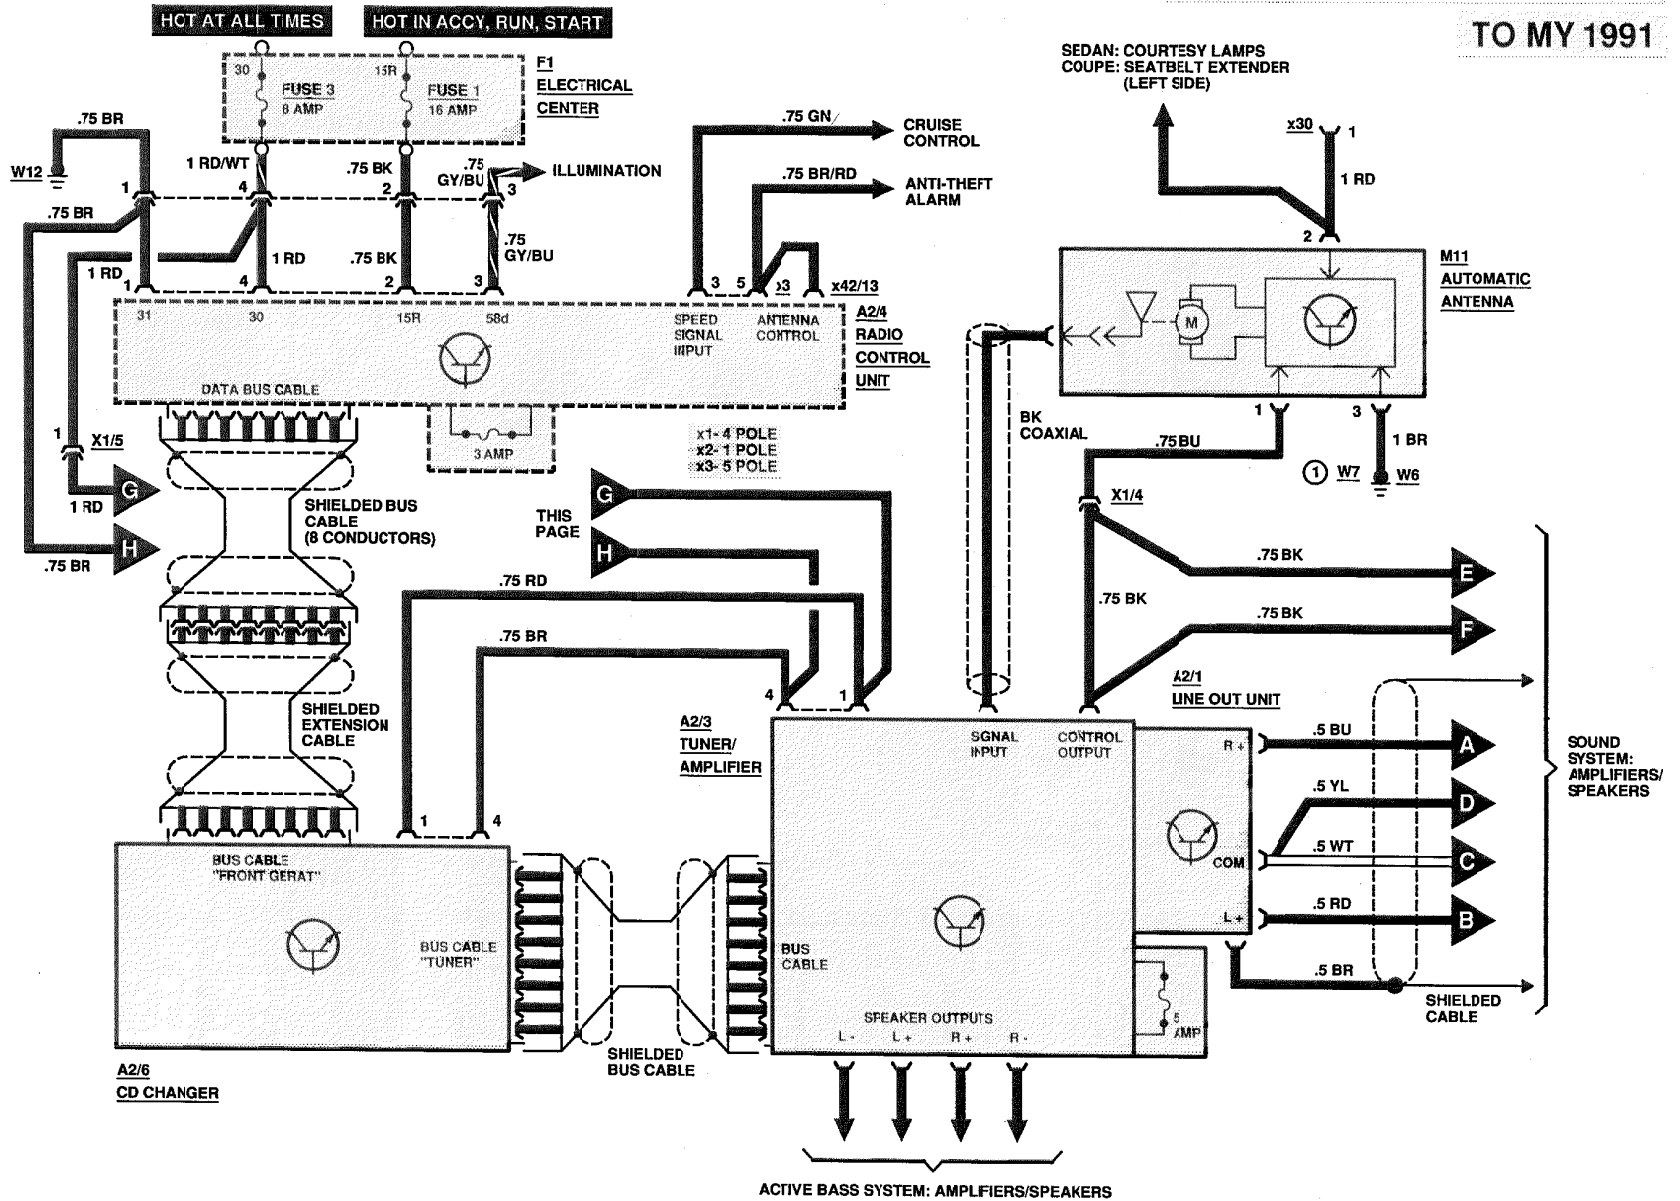 HOT AT ALL TIMES
HOT IN ACCY, RUN, START
TO MY 1991
SEDAN: COURTESY LAMPS
COUPE: SEATBELT EXTENDER
(LEFT SIDE)
30
FUSE 3
8 AMP
15R
FUSE 1
16 AMP
F1
ELECTRICAL
CENTER
.75 BR
W12
1 RD/WT
.75 BK
.75
GY/BU
ILLUMINATION
.75 GN/
CRUISE
CONTROL
.75 BR/RD
ANTI-THEFT
ALARM
x30
1
1 RD
2
1
4
2
3
.75 BR
1 RD
1 RD
.75 BK
.75
GY/BU
1
4
2
3
3
5
x3
x42/13
31
30
15R
58d
SPEED
SIGNAL
INPUT
ANTENNA
CONTROL
A2/4
RADIO
CONTROL
UNIT
DATA BUS CABLE
3 AMP
x1- 4 POLE
x2- 1 POLE
x3- 5 POLE
M11
AUTOMATIC
ANTENNA
M
1
3
BK
COAXIAL
.75BU
1 BR
1
W7
W6
X1/4
1
X1/5
G
1 RD
H
.75 BR
SHIELDED BUS
CABLE
(8 CONDUCTORS)
THIS
PAGE
G
H
.75 RD
.75 BR
.75 BK
E
.75 BK
.75 BK
F
SHIELDED
EXTENSION
CABLE
4
1
A2/3
TUNER/
AMPLIFIER
SGNAL
INPUT
CONTROL
OUTPUT
A2/1
LINE OUT UNIT
R+
.5 BU
A
.5 YL
D
COM
.5 WT
C
L+
.5 RD
B
.5 BR
SHIELDED
CABLE
SOUND
SYSTEM:
AMPLIFIERS/
SPEAKERS
1
4
BUS CABLE
"FRONT GERAT"
BUS CABLE
"TUNER"
BUS
CABLE
SHIELDED
BUS CABLE
A2/6
CD CHANGER
SPEAKER OUTPUTS
L -
L +
R +
R -
5
AMP
ACTIVE BASS SYSTEM: AMPLIFIERS/SPEAKERS